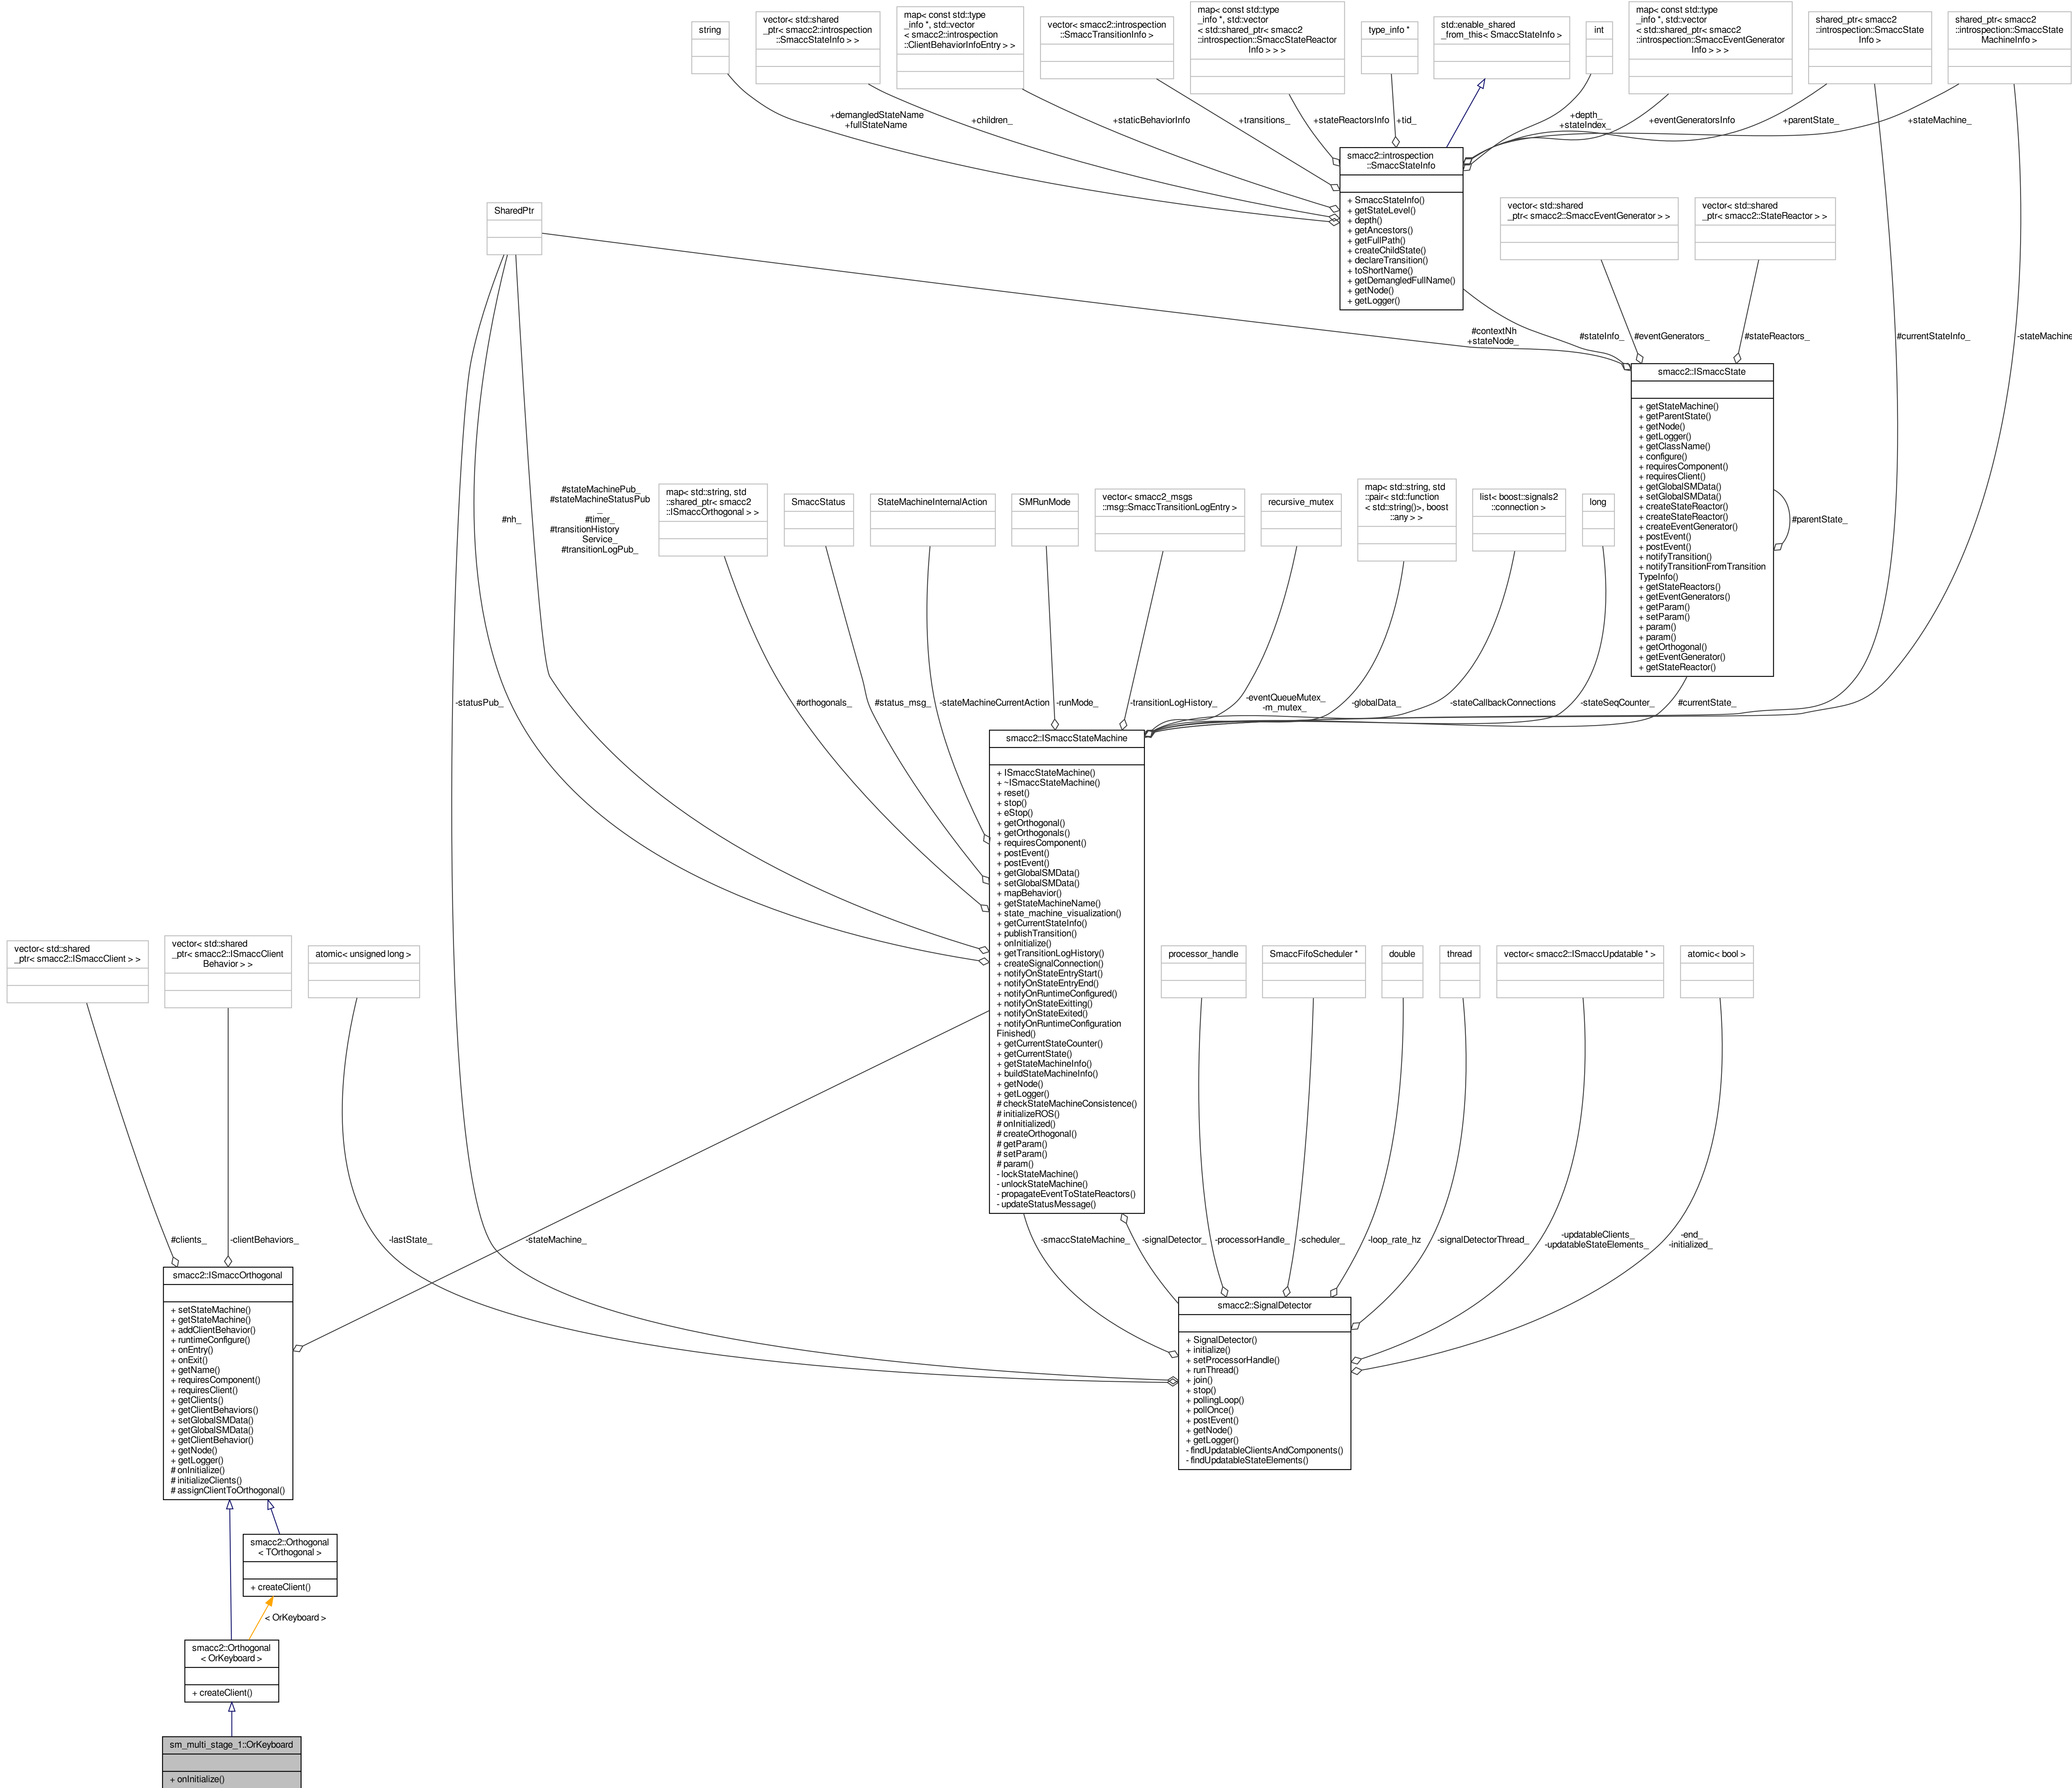 string
vector< std::shared
_ptr< smacc2::introspection
::SmaccStateInfo > >
map< const std::type
_info *, std::vector
< smacc2::introspection
::ClientBehaviorInfoEntry > >
vector< smacc2::introspection
::SmaccTransitionInfo >
map< const std::type
_info *, std::vector
< std::shared_ptr< smacc2
::introspection::SmaccStateReactor
Info > > >
type_info *
std::enable_shared
_from_this< SmaccStateInfo >
int
map< const std::type
_info *, std::vector
< std::shared_ptr< smacc2
::introspection::SmaccEventGenerator
Info > > >
shared_ptr< smacc2
::introspection::SmaccState
Info >
shared_ptr< smacc2
::introspection::SmaccState
MachineInfo >
+demangledStateName
+fullStateName
+children_
+staticBehaviorInfo
+transitions_
+stateReactorsInfo
+tid_
+depth_
+stateIndex_
+eventGeneratorsInfo
+parentState_
+stateMachine_
smacc2::introspection
::SmaccStateInfo
+ SmaccStateInfo()
+ getStateLevel()
+ depth()
+ getAncestors()
+ getFullPath()
+ createChildState()
+ declareTransition()
+ toShortName()
+ getDemangledFullName()
+ getNode()
+ getLogger()
SharedPtr
vector< std::shared
_ptr< smacc2::SmaccEventGenerator > >
vector< std::shared
_ptr< smacc2::StateReactor > >
#contextNh
+stateNode_
#stateInfo_
#eventGenerators_
#stateReactors_
#currentStateInfo_
-stateMachine
smacc2::ISmaccState
+ getStateMachine()
+ getParentState()
+ getNode()
+ getLogger()
+ getClassName()
+ configure()
+ requiresComponent()
+ requiresClient()
+ getGlobalSMData()
+ setGlobalSMData()
+ createStateReactor()
+ createStateReactor()
+ createEventGenerator()
+ postEvent()
+ postEvent()
+ notifyTransition()
+ notifyTransitionFromTransition
TypeInfo()
+ getStateReactors()
+ getEventGenerators()
+ getParam()
+ setParam()
+ param()
+ param()
+ getOrthogonal()
+ getEventGenerator()
+ getStateReactor()
#parentState_
#nh_
#stateMachinePub_
#stateMachineStatusPub
_
#timer_
#transitionHistory
Service_
#transitionLogPub_
map< std::string, std
::shared_ptr< smacc2
::ISmaccOrthogonal > >
SmaccStatus
StateMachineInternalAction
SMRunMode
vector< smacc2_msgs
::msg::SmaccTransitionLogEntry >
recursive_mutex
map< std::string, std
::pair< std::function
< std::string()>, boost
::any > >
list< boost::signals2
::connection >
long
-statusPub_
#orthogonals_
#status_msg_
-stateMachineCurrentAction
-runMode_
-transitionLogHistory_
-eventQueueMutex_
-m_mutex_
-globalData_
-stateCallbackConnections
-stateSeqCounter_
#currentState_
smacc2::ISmaccStateMachine
+ ISmaccStateMachine()
+ ~ISmaccStateMachine()
+ reset()
+ stop()
+ eStop()
+ getOrthogonal()
+ getOrthogonals()
+ requiresComponent()
+ postEvent()
+ postEvent()
+ getGlobalSMData()
+ setGlobalSMData()
+ mapBehavior()
+ getStateMachineName()
+ state_machine_visualization()
+ getCurrentStateInfo()
+ publishTransition()
+ onInitialize()
+ getTransitionLogHistory()
+ createSignalConnection()
+ notifyOnStateEntryStart()
+ notifyOnStateEntryEnd()
+ notifyOnRuntimeConfigured()
+ notifyOnStateExitting()
+ notifyOnStateExited()
+ notifyOnRuntimeConfiguration
Finished()
+ getCurrentStateCounter()
+ getCurrentState()
+ getStateMachineInfo()
+ buildStateMachineInfo()
+ getNode()
+ getLogger()
# checkStateMachineConsistence()
# initializeROS()
# onInitialized()
# createOrthogonal()
# getParam()
# setParam()
# param()
- lockStateMachine()
- unlockStateMachine()
- propagateEventToStateReactors()
- updateStatusMessage()
vector< std::shared
_ptr< smacc2::ISmaccClient > >
vector< std::shared
_ptr< smacc2::ISmaccClient
Behavior > >
atomic< unsigned long >
processor_handle
SmaccFifoScheduler *
double
thread
vector< smacc2::ISmaccUpdatable * >
atomic< bool >
#clients_
-clientBehaviors_
-lastState_
-stateMachine_
-smaccStateMachine_
-signalDetector_
-processorHandle_
-scheduler_
-loop_rate_hz
-signalDetectorThread_
-updatableClients_
-updatableStateElements_
-end_
-initialized_
smacc2::ISmaccOrthogonal
+ setStateMachine()
+ getStateMachine()
+ addClientBehavior()
+ runtimeConfigure()
+ onEntry()
+ onExit()
+ getName()
+ requiresComponent()
+ requiresClient()
+ getClients()
+ getClientBehaviors()
+ setGlobalSMData()
+ getGlobalSMData()
+ getClientBehavior()
+ getNode()
+ getLogger()
# onInitialize()
# initializeClients()
# assignClientToOrthogonal()
smacc2::SignalDetector
+ SignalDetector()
+ initialize()
+ setProcessorHandle()
+ runThread()
+ join()
+ stop()
+ pollingLoop()
+ pollOnce()
+ postEvent()
+ getNode()
+ getLogger()
- findUpdatableClientsAndComponents()
- findUpdatableStateElements()
smacc2::Orthogonal
< TOrthogonal >
+ createClient()
< OrKeyboard >
smacc2::Orthogonal
< OrKeyboard >
+ createClient()
sm_multi_stage_1::OrKeyboard
+ onInitialize()